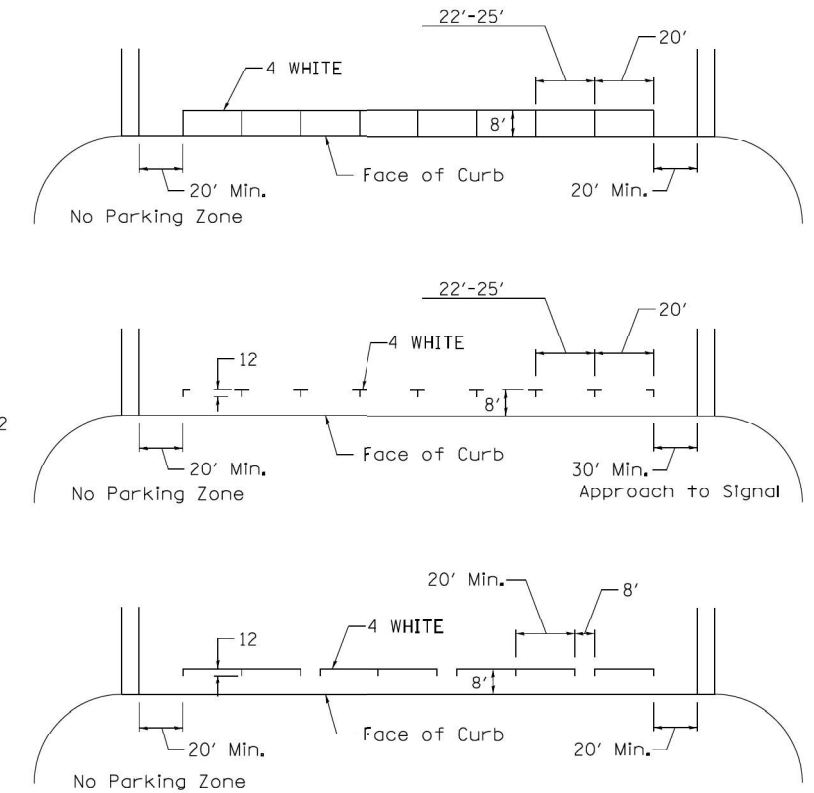 22'-25'
20'
4 WHITE
8'
Face of Curb
20' Min.
20' Min.
No Parking Zone
22'-25'
20'
4 WHITE
12
8'
2
Face of Curb
20' Min.
30' Min.
No Parking Zone
Approach to Signal
20' Min.
8'
4 WHITE
12
8'
Face of Curb
20' Min.
20' Min.
No Parking Zone